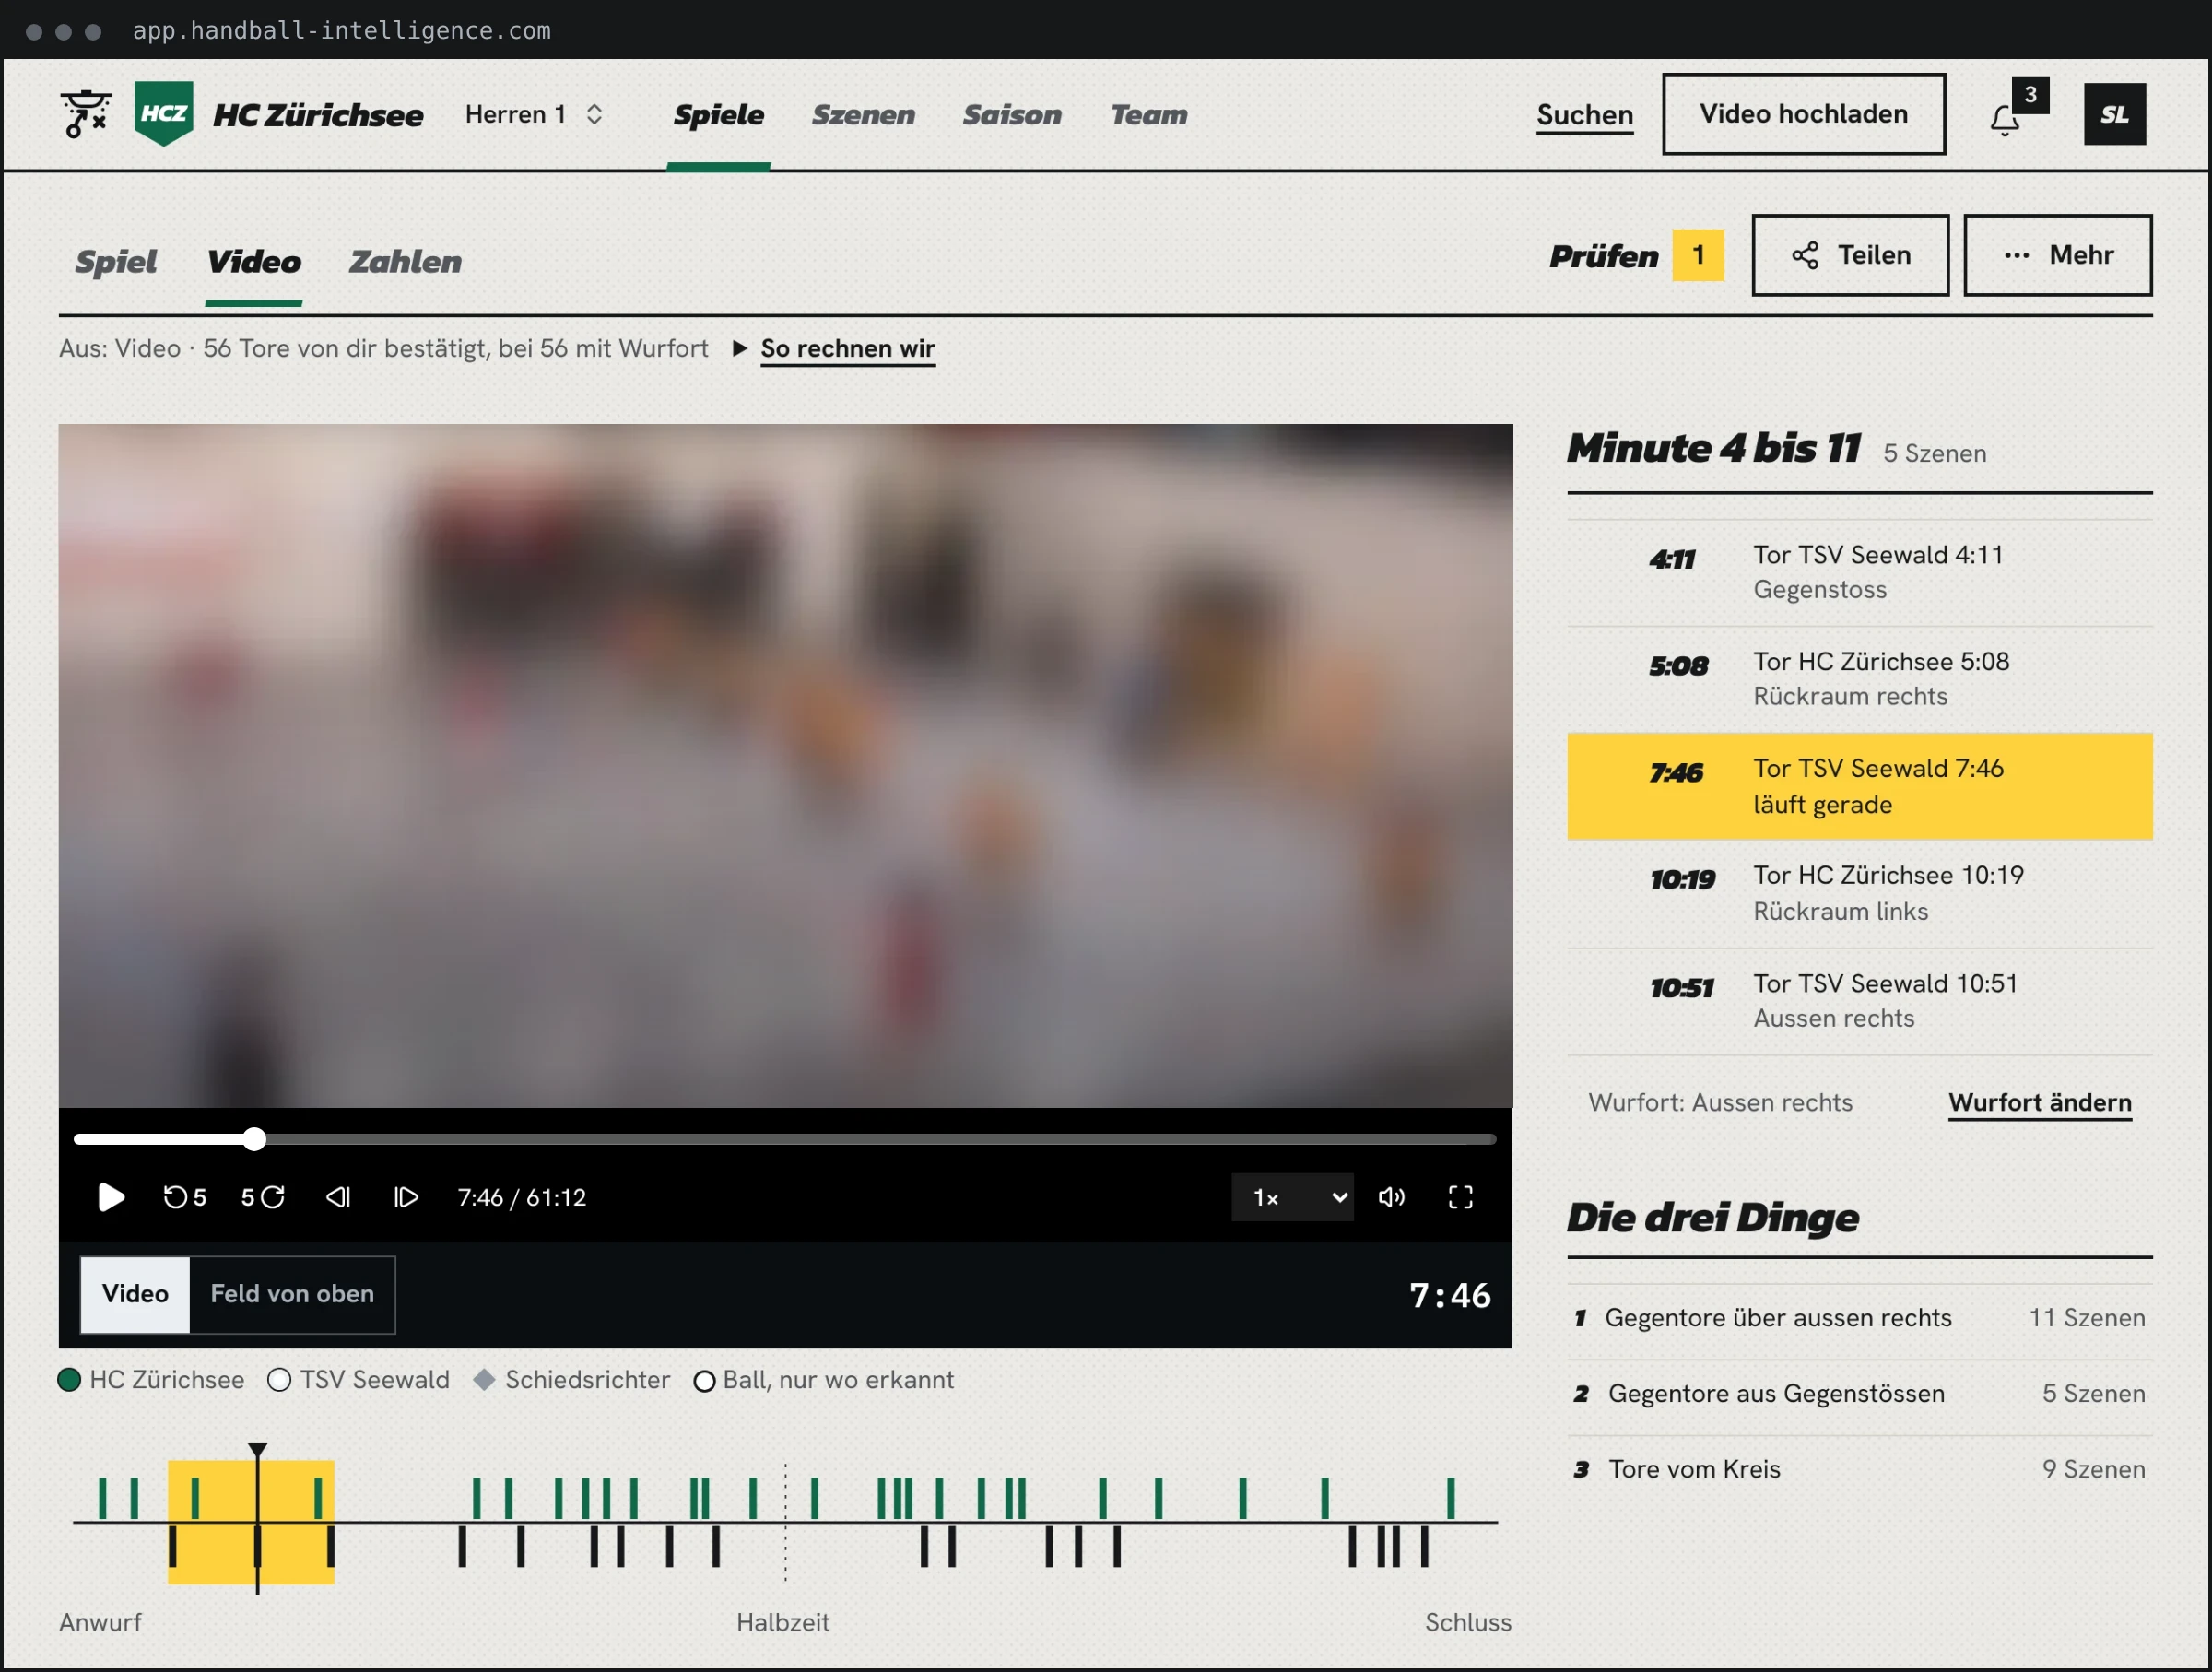 app.handball-intelligence.com
HCZ HC Zürichsee Herren 1 Spiele Szenen Saison Team Suchen Video hochladen 3 SL
Spiel Video Zahlen Prüfen 1 Teilen ··· Mehr
Aus: Video · 56 Tore von dir bestätigt, bei 56 mit Wurfort ▶ So rechnen wir
Minute 4 bis 11 5 Szenen
4:11 Tor TSV Seewald 4:11
Gegenstoss
5:08 Tor HC Zürichsee 5:08
Rückraum rechts
7:46 Tor TSV Seewald 7:46
läuft gerade
10:19 Tor HC Zürichsee 10:19
Rückraum links
10:51 Tor TSV Seewald 10:51
Aussen rechts
Wurfort: Aussen rechts Wurfort ändern
5 5 7:46 / 61:12 1x
Video Feld von oben 7:46
HC Zürichsee TSV Seewald Schiedsrichter Ball, nur wo erkannt
Anwurf Halbzeit Schluss
Die drei Dinge
1 Gegentore über aussen rechts 11 Szenen
2 Gegentore aus Gegenstössen 5 Szenen
3 Tore vom Kreis 9 Szenen